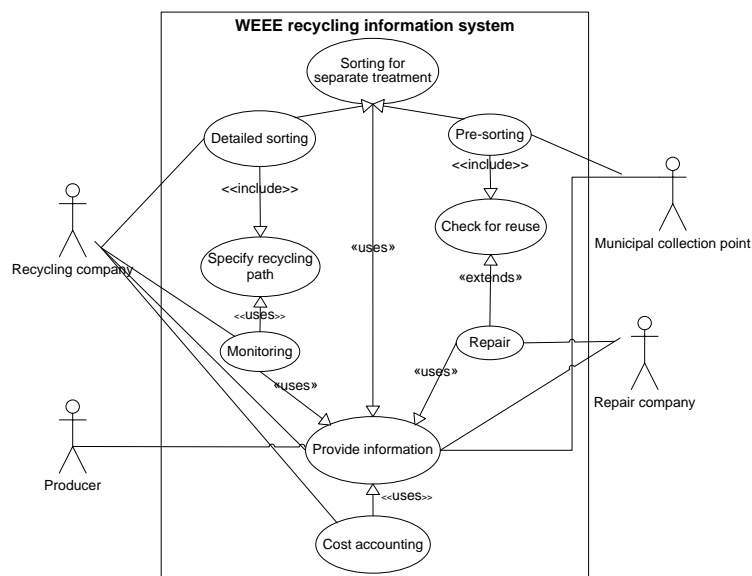 WEEE recycling information system
Sorting for
separate treatment
Detailed sorting
Pre-sorting
<<include>>
<<include>>
Recycling company
Specify recycling
path
«uses»
Check for reuse
Municipal collection point
«extends»
<<uses>>
Monitoring
Repair
«uses»
«uses»
Repair company
Producer
Provide information
<<uses>>
Cost accounting